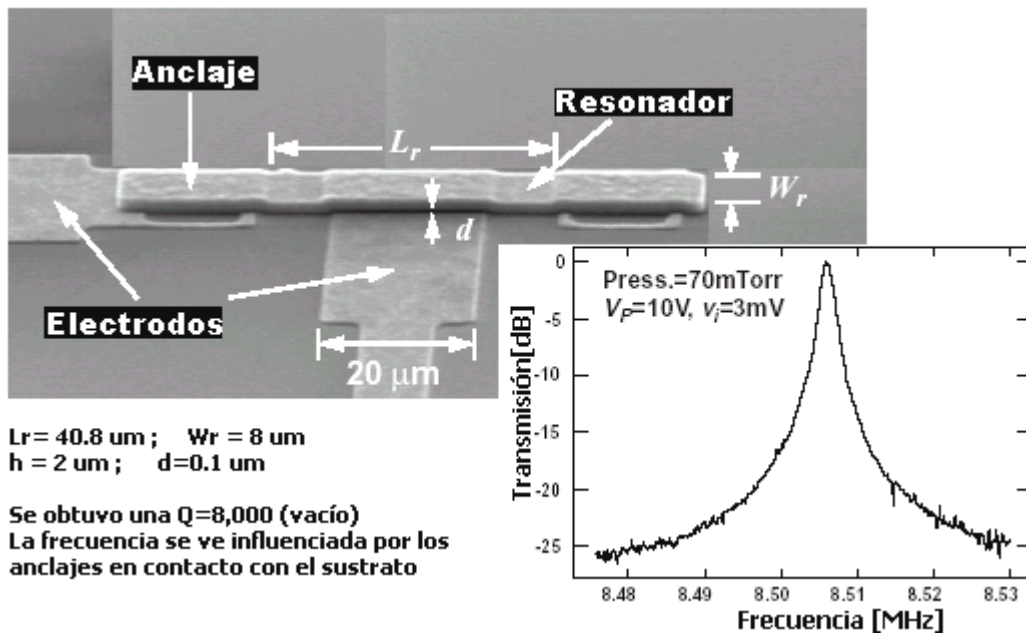 Anclaje
Resonador
Lr
Wr
d
Electrodos
20 μm
Lr= 40.8 um ; Wr = 8 um
h = 2 um ; d=0.1 um
Se obtuvo una Q=8,000 (vacío)
La frecuencia se ve influenciada por los
anclajes en contacto con el sustrato
Press.=70mTorr
VP=10V, vi=3mV
Transmisión[dB]
0
-5
-10
-15
-20
-25
8.48 8.49 8.50 8.51 8.52 8.53
Frecuencia [MHz]